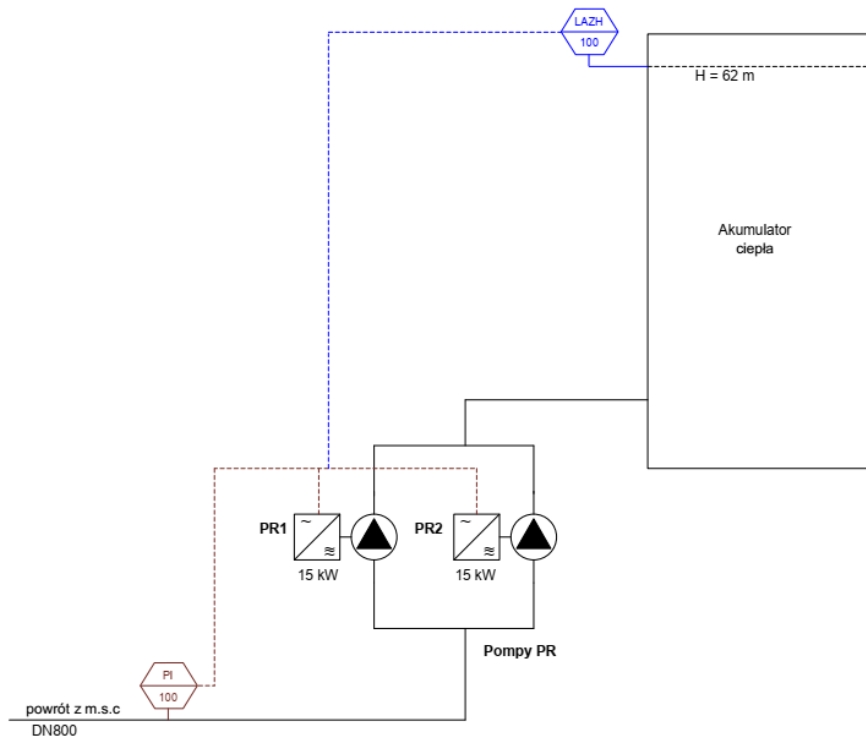 LAZH
100
H = 62 m
Akumulator
ciepła
PR1
~
≋
15 kW
PR2
~
≋
15 kW
Pompy PR
PI
100
powrót z m.s.c
DN800